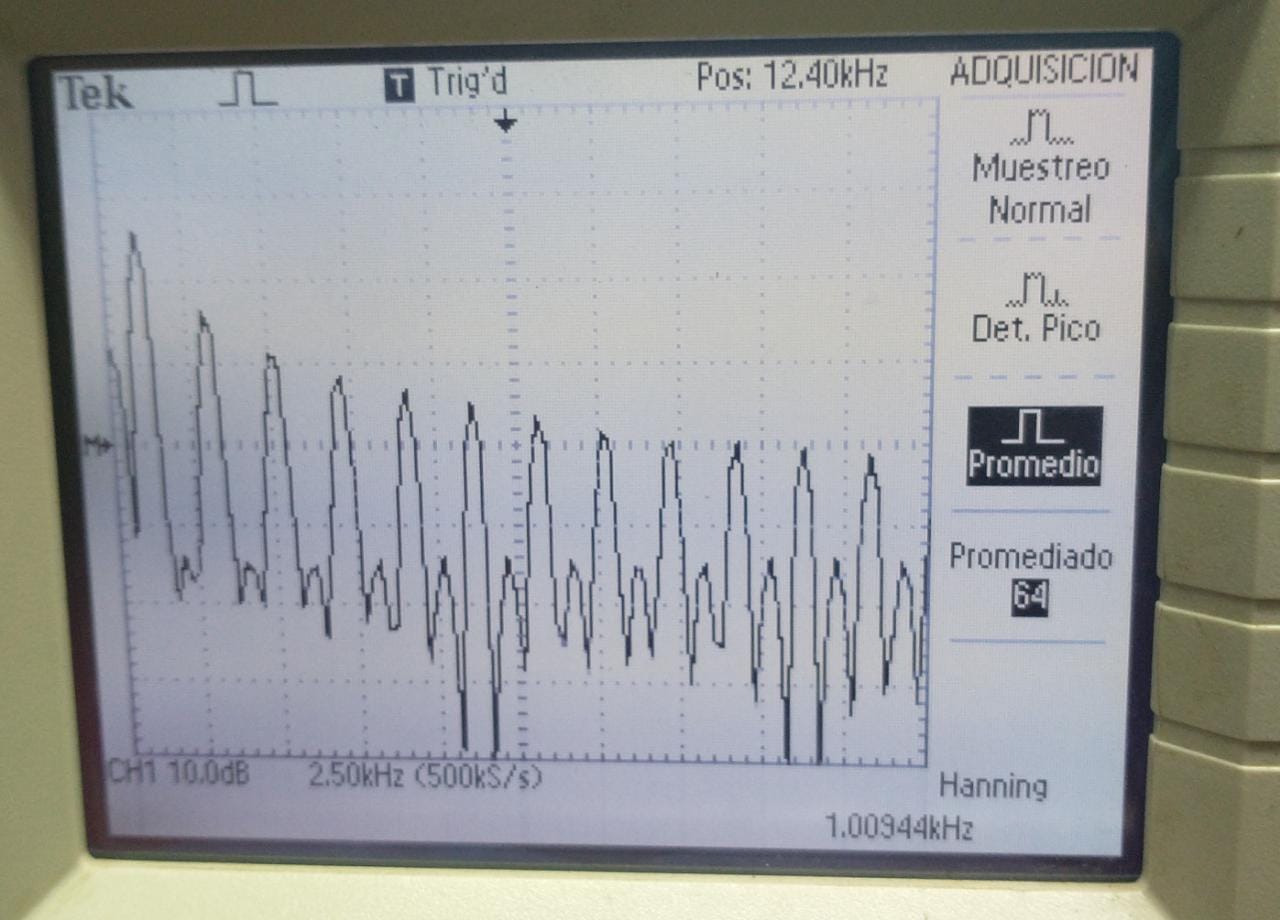 Tek
T Trig'd
Pos: 12.40kHz
ADQUISICION
Muestreo
Normal
Det. Pico
M
Promedio
Promediado
64
CH1 10.0dB
2.50kHz (500kS/s)
Hanning
1.00944kHz